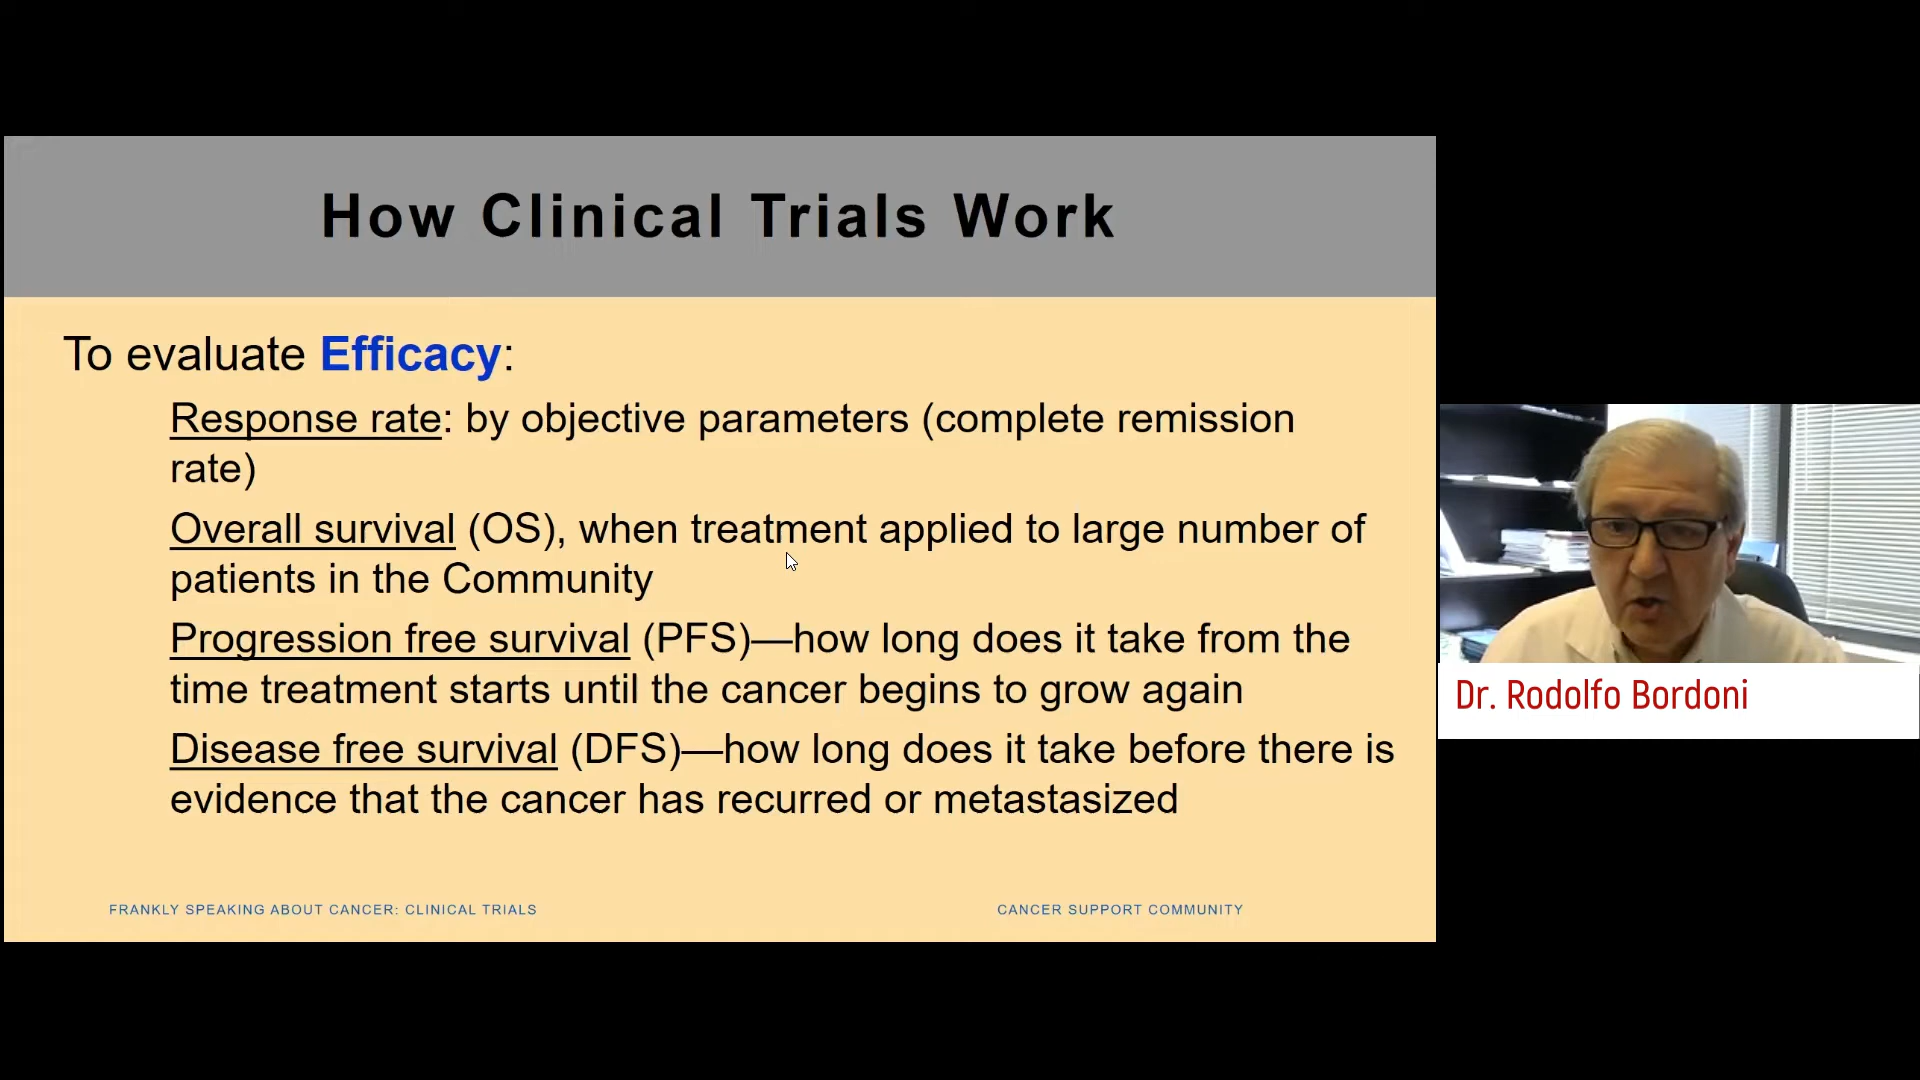 How Clinical Trials Work
To evaluate Efficacy:
Response rate: by objective parameters (complete remission
rate)
Overall survival (OS), when treatment applied to large number of
patients in the Community
Progression free survival (PFS)—how long does it take from the
time treatment starts until the cancer begins to grow again
Disease free survival (DFS)—how long does it take before there is
evidence that the cancer has recurred or metastasized
FRANKLY SPEAKING ABOUT CANCER: CLINICAL TRIALS
CANCER SUPPORT COMMUNITY
Dr. Rodolfo Bordoni